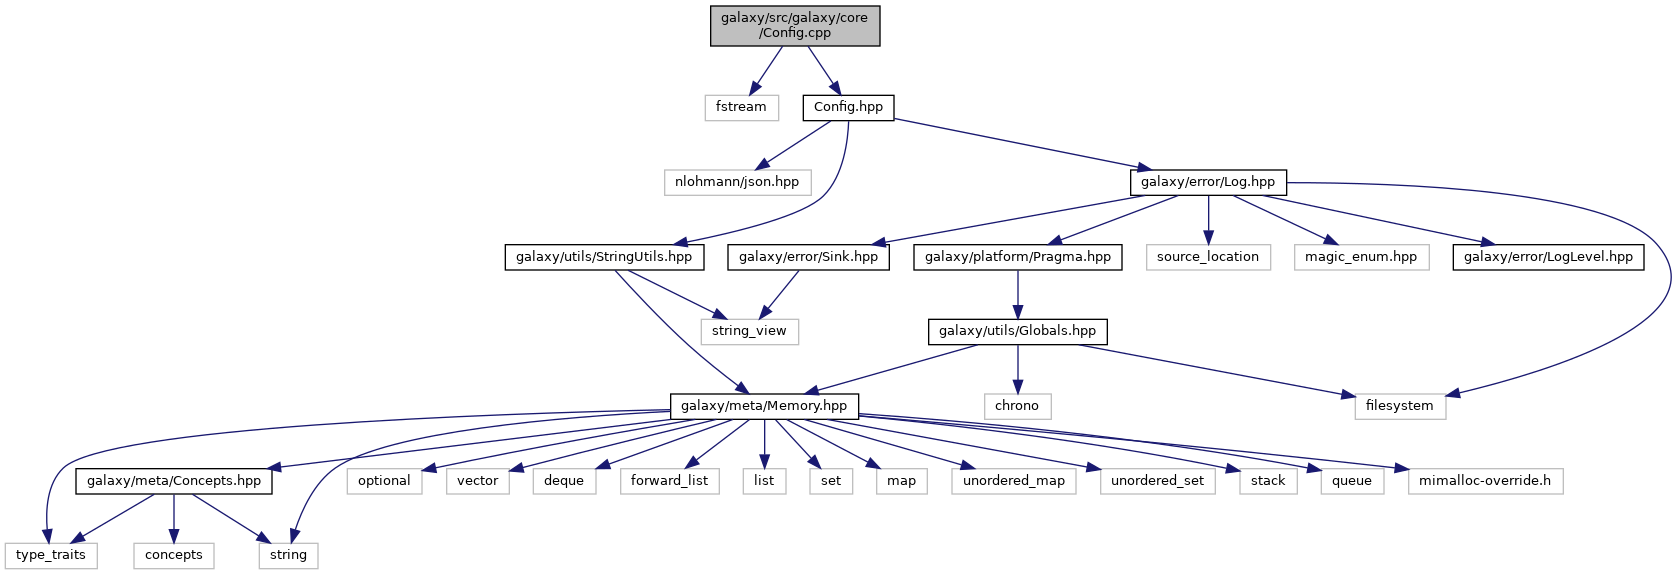 galaxy/src/galaxy/core
/Config.cpp
fstream
Config.hpp
nlohmann/json.hpp
galaxy/error/Log.hpp
galaxy/utils/StringUtils.hpp
galaxy/error/Sink.hpp
galaxy/platform/Pragma.hpp
source_location
magic_enum.hpp
galaxy/error/LogLevel.hpp
string_view
galaxy/utils/Globals.hpp
galaxy/meta/Memory.hpp
chrono
filesystem
galaxy/meta/Concepts.hpp
optional
vector
deque
forward_list
list
set
map
unordered_map
unordered_set
stack
queue
mimalloc-override.h
type_traits
concepts
string